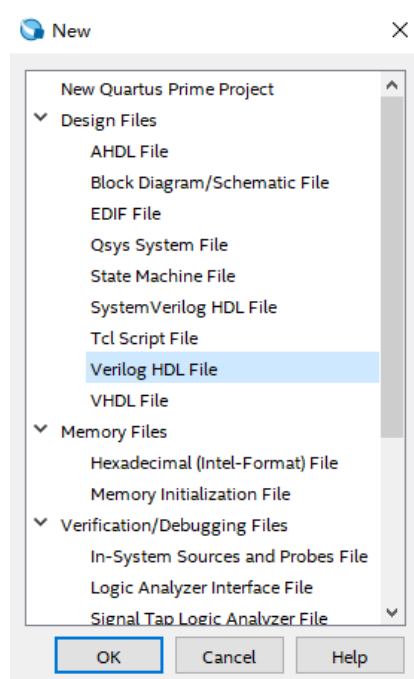 New
New Quartus Prime Project
Design Files
AHDL File
Block Diagram/Schematic File
EDIF File
Qsys System File
State Machine File
SystemVerilog HDL File
Tcl Script File
Verilog HDL File
VHDL File
Memory Files
Hexadecimal (Intel-Format) File
Memory Initialization File
Verification/Debugging Files
In-System Sources and Probes File
Logic Analyzer Interface File
Signal Tap Logic Analyzer File
OK Cancel Help